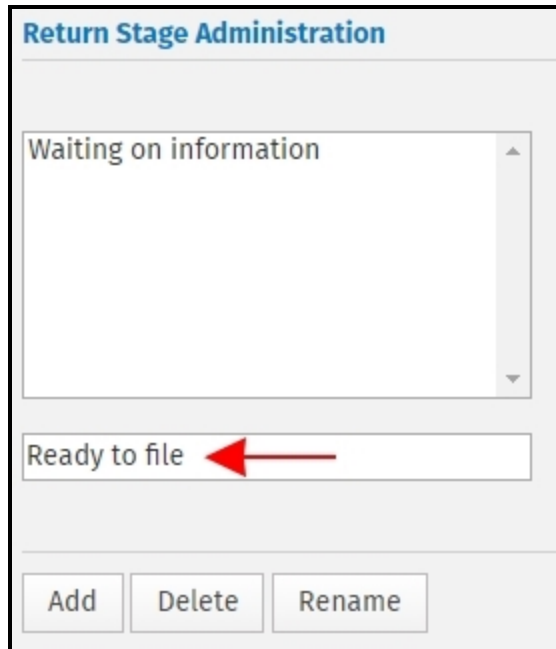 Return Stage Administration
Waiting on information
Ready to file
Add Delete Rename